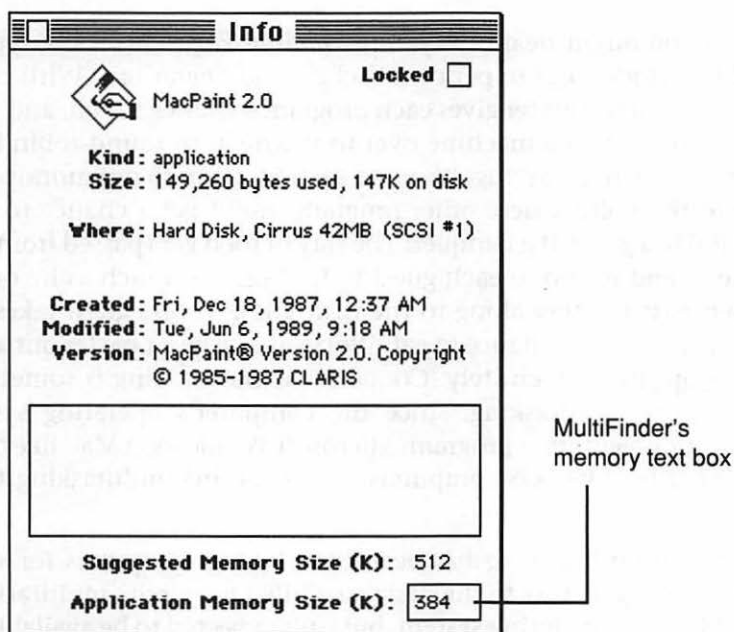 Info
Locked
MacPaint 2.0
Kind: application
Size: 149,260 bytes used, 147K on disk
Where: Hard Disk, Cirrus 42MB (SCSI #1)
Created: Fri, Dec 18, 1987, 12:37 AM
Modified: Tue, Jun 6, 1989, 9:18 AM
Version: MacPaint® Version 2.0. Copyright
© 1985-1987 CLARIS
MultiFinder's
memory text box
Suggested Memory Size (K): 512
Application Memory Size (K): 384